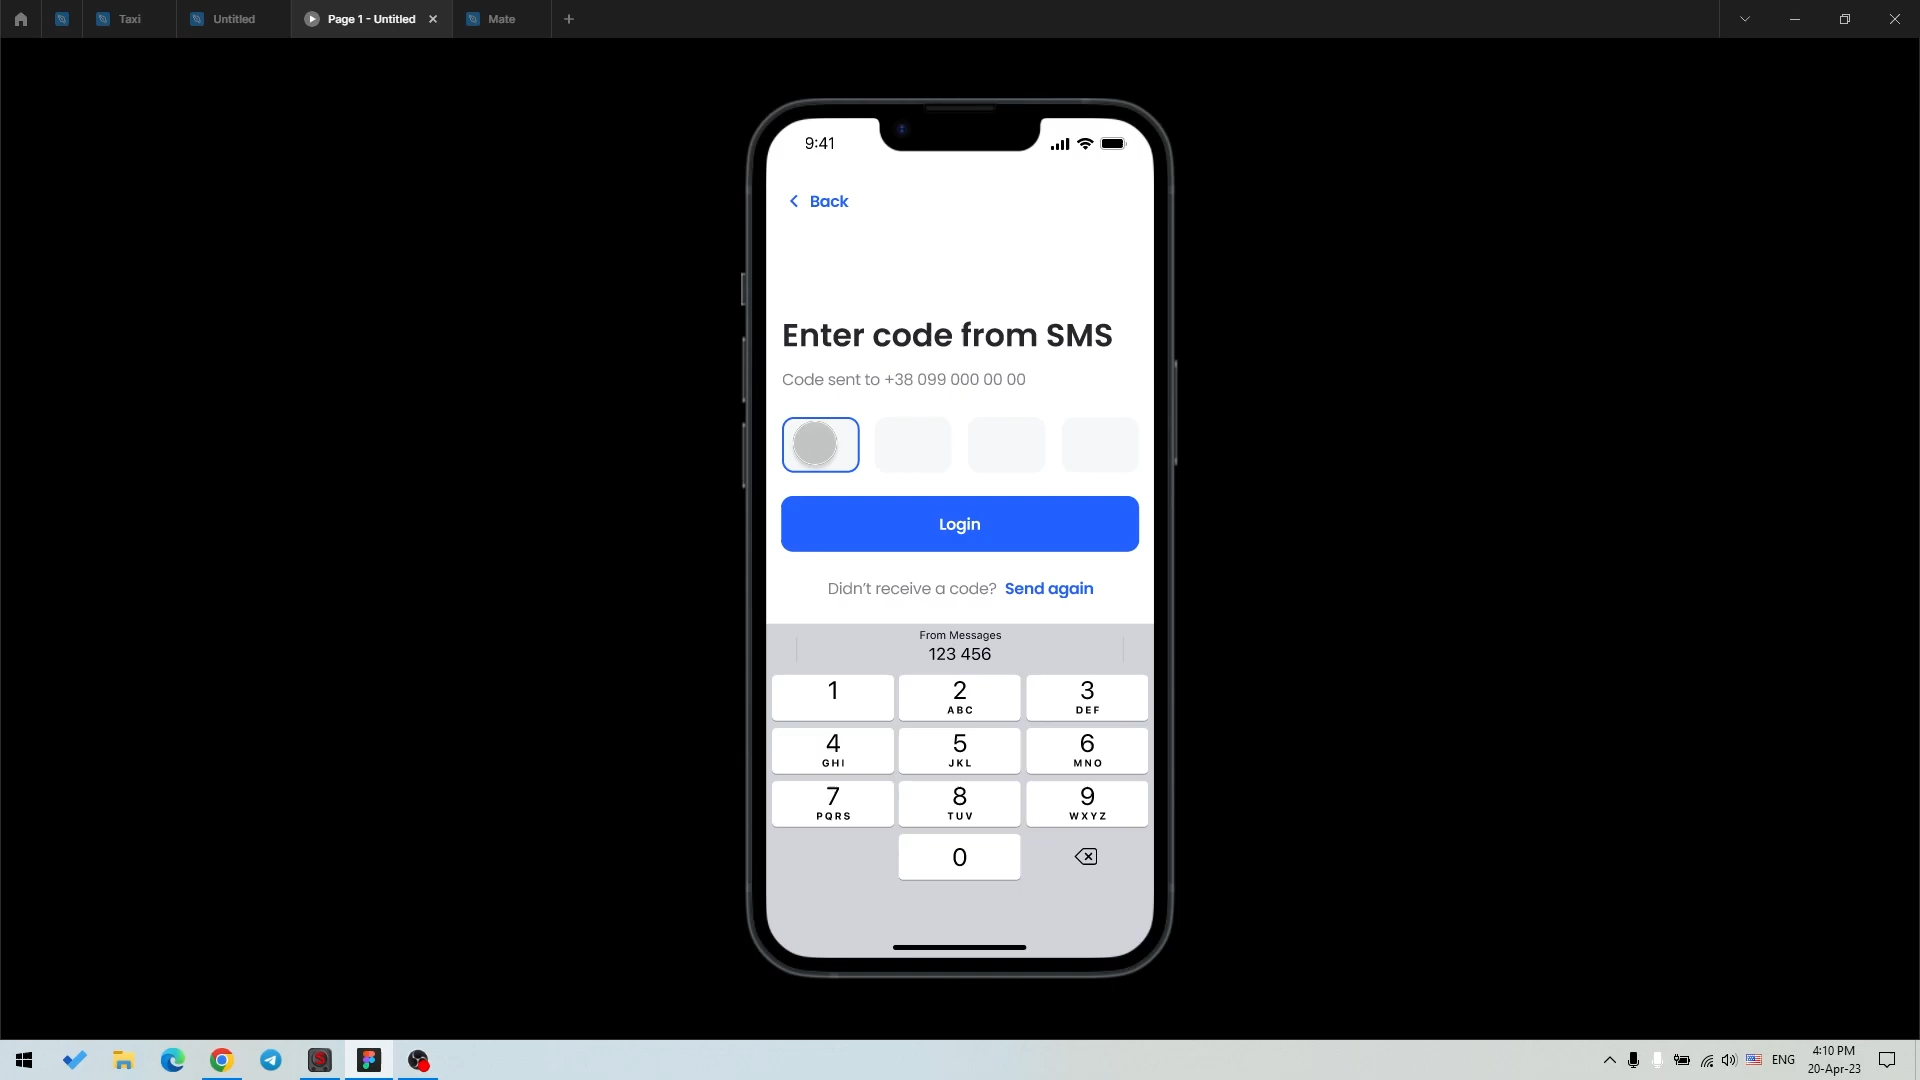 Taxi
Untitled
Page 1 - Untitled
Mate
9:41
Back
Enter code from SMS
Code sent to +38 099 000 00 00
Login
Didn't receive a code? Send again
From Messages
123 456
1
2
ABC
3
DEF
4
GHI
5
JKL
6
MNO
7
PQRS
8
TUV
9
WXYZ
0
ENG
4:10 PM
20-Apr-23